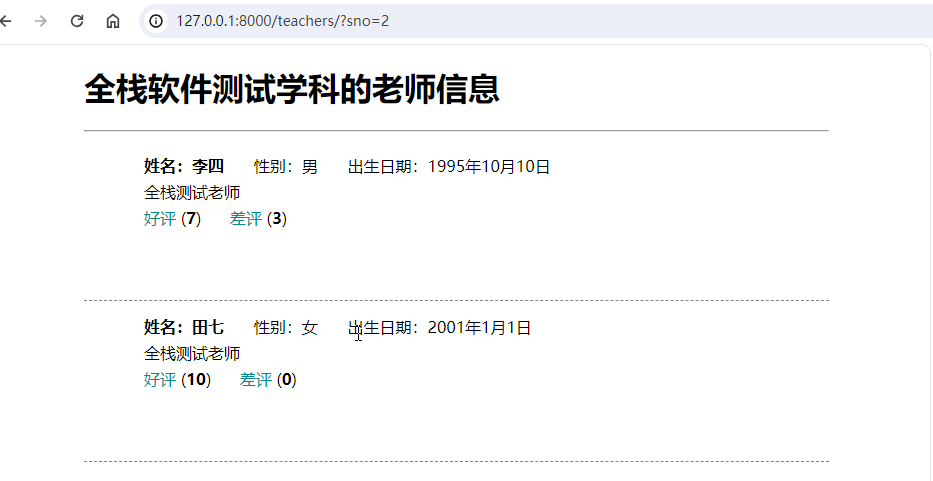 127.0.0.1:8000/teachers/?sno=2
全栈软件测试学科的老师信息
姓名：李四 性别：男 出生日期：1995年10月10日
全栈测试老师
好评 (7) 差评 (3)
姓名：田七 性别：女 出生日期：2001年1月1日
全栈测试老师
好评 (10) 差评 (0)